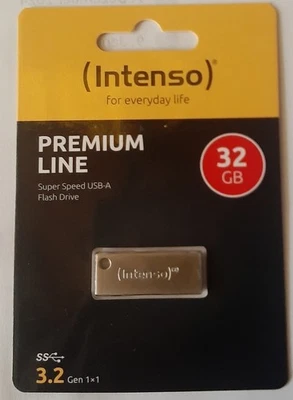 (Intenso)®
for everyday life
PREMIUM
LINE
32
GB
Super Speed USB-A
Flash Drive
(Intenso)
SS
3.2 Gen 1×1